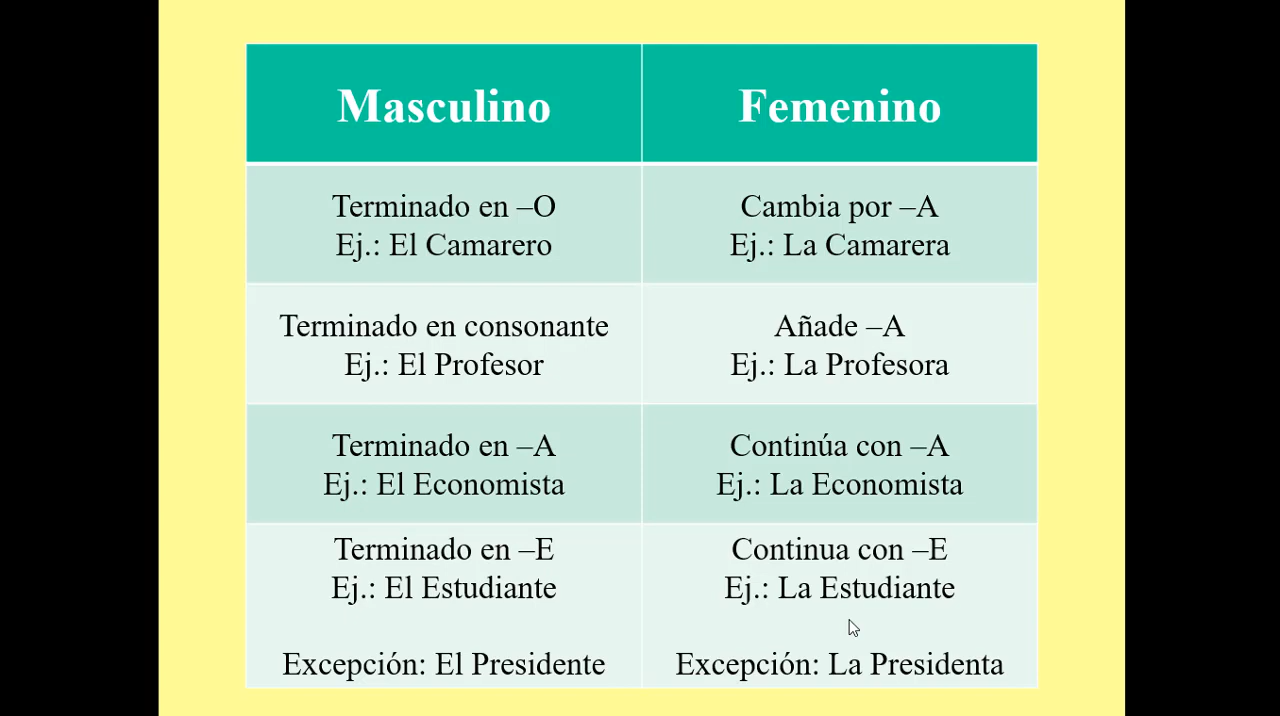 Masculino
Femenino
Terminado en –O
Ej.: El Camarero
Cambia por –A
Ej.: La Camarera
Terminado en consonante
Ej.: El Profesor
Añade –A
Ej.: La Profesora
Terminado en –A
Ej.: El Economista
Continúa con –A
Ej.: La Economista
Terminado en –E
Ej.: El Estudiante
Excepción: El Presidente
Continua con –E
Ej.: La Estudiante
Excepción: La Presidenta